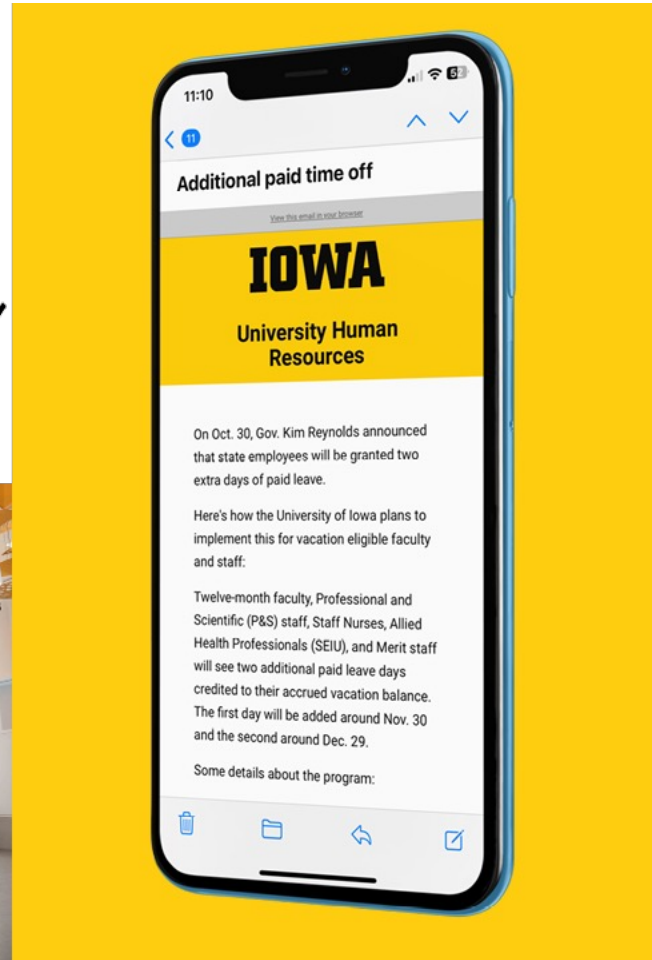 11:10
52
11
Additional paid time off
View this email in your browser
IOWA
University Human
Resources
On Oct. 30, Gov. Kim Reynolds announced
that state employees will be granted two
extra days of paid leave.
Here's how the University of Iowa plans to
implement this for vacation eligible faculty
and staff:
Twelve-month faculty, Professional and
Scientific (P&S) staff, Staff Nurses, Allied
Health Professionals (SEIU), and Merit staff
will see two additional paid leave days
credited to their accrued vacation balance.
The first day will be added around Nov. 30
and the second around Dec. 29.
Some details about the program: